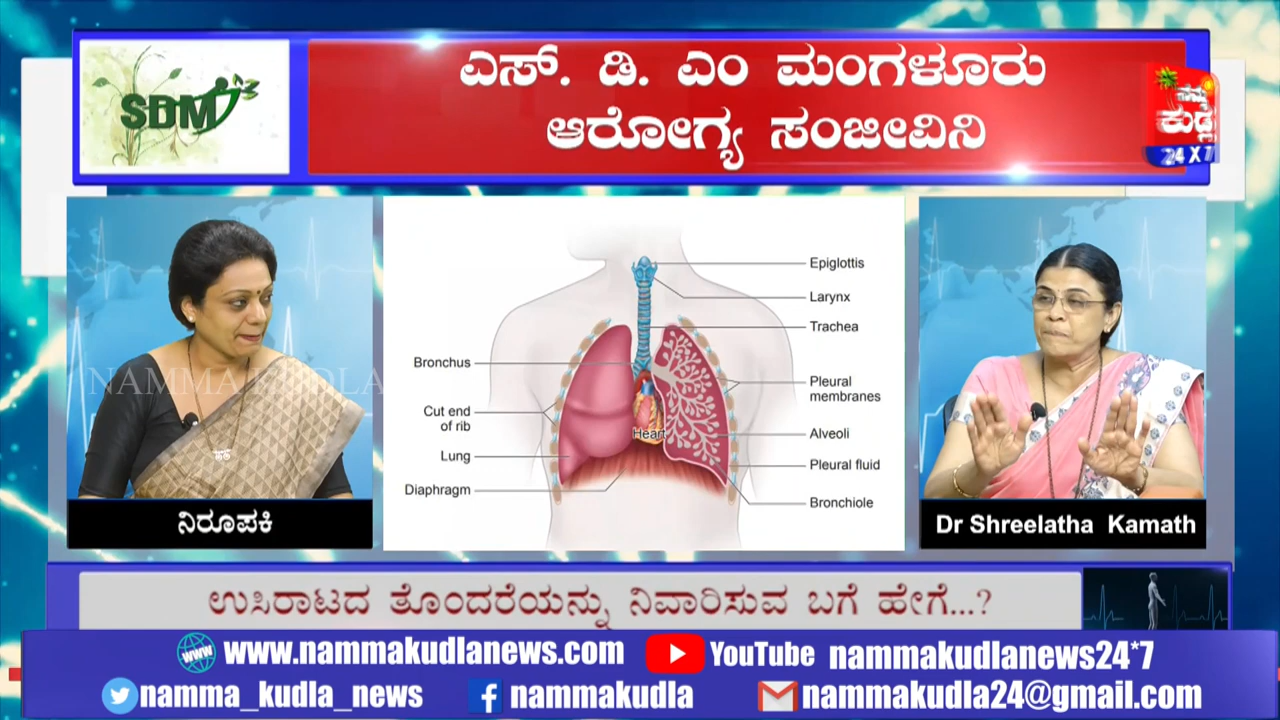 SDM
ಎಸ್. ಡಿ. ಎಂ ಮಂಗಳೂರು
ಆರೋಗ್ಯ ಸಂಜೀವಿನಿ
ನಮ್ಮ
ಕುಡ್ಲ
24 X 7
Epiglottis
Larynx
Trachea
Bronchus
Pleural
membranes
Cut end
of rib
Heart
Alveoli
Lung
Pleural fluid
Diaphragm
Bronchiole
NAMMA KUDLA
ನಿರೂಪಕಿ
Dr Shreelatha Kamath
ಉಸಿರಾಟದ ತೊಂದರೆಯನ್ನು ನಿವಾರಿಸುವ ಬಗೆ ಹೇಗೆ...?
www www.nammakudlanews.com YouTube nammakudlanews24*7
namma_kudla_news nammakudla nammakudla24@gmail.com